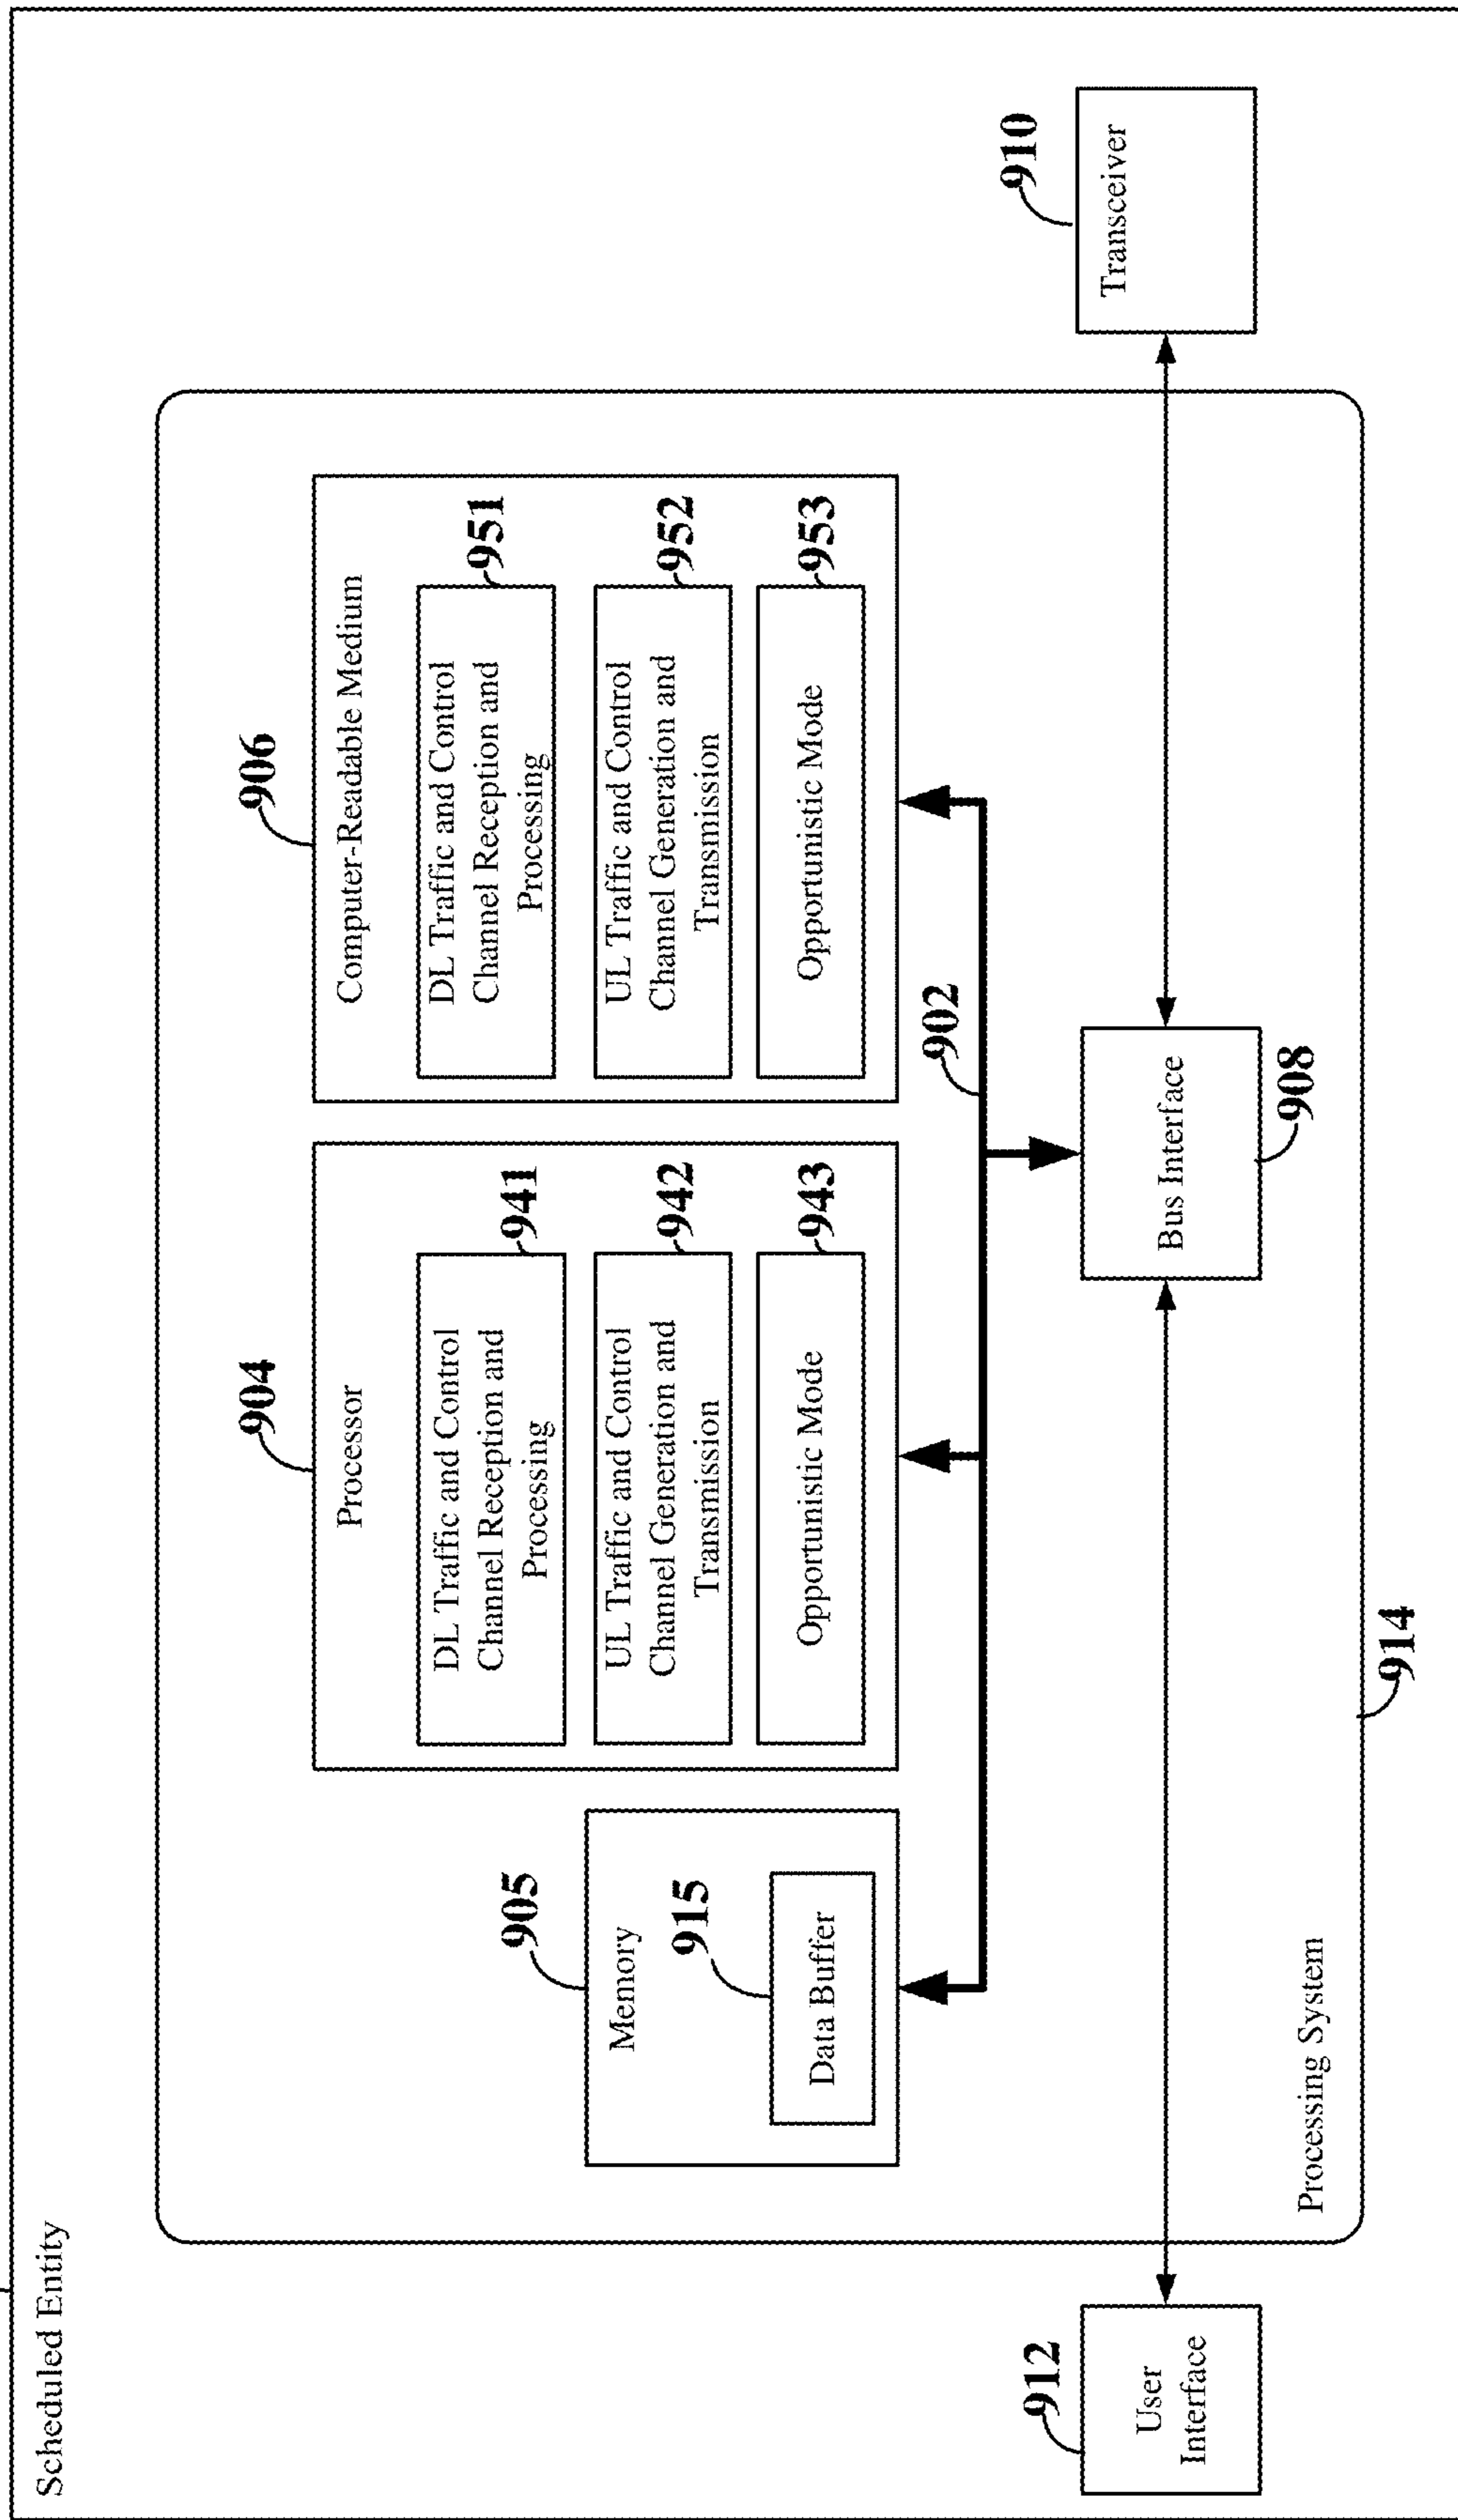 Scheduled Entity
904
906
905
Memory
915
Data Buffer
Processor
DL Traffic and Control
Channel Reception and
Processing
941
UL Traffic and Control
Channel Generation and
Transmission
942
Opportunistic Mode
943
Computer-Readable Medium
DL Traffic and Control
Channel Reception and
Processing
951
UL Traffic and Control
Channel Generation and
Transmission
952
Opportunistic Mode
953
902
912
User
Interface
Bus Interface
908
910
Transceiver
Processing System
914